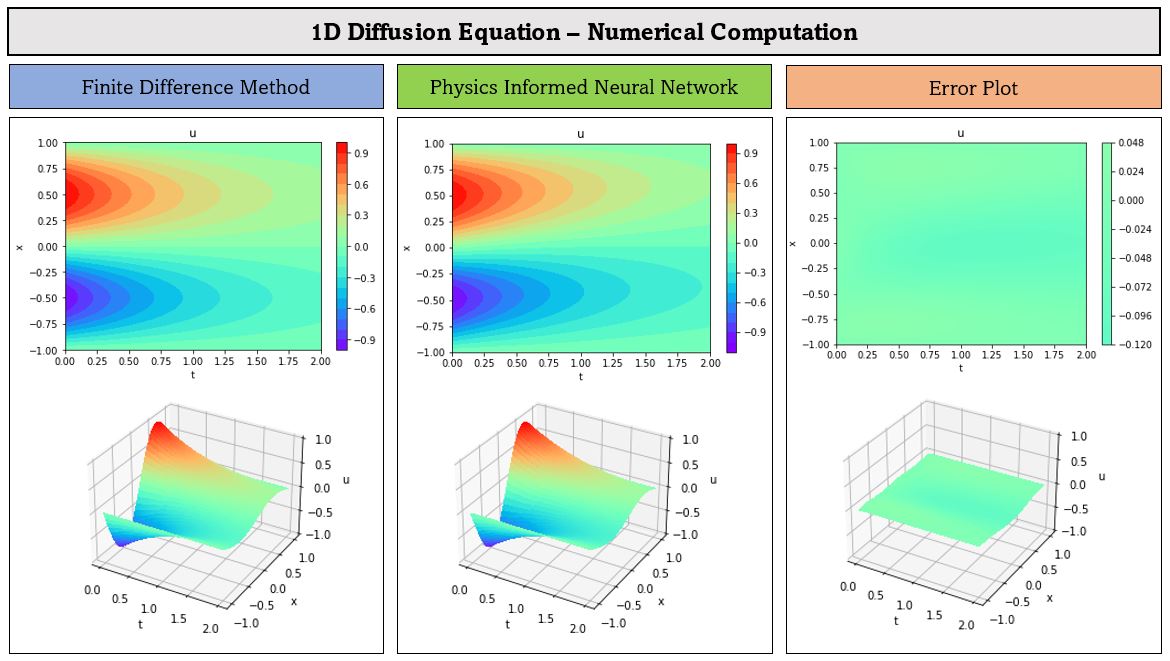 1D Diffusion Equation – Numerical Computation
Finite Difference Method
Physics Informed Neural Network
Error Plot
u
1.00
0.75
0.50
0.25
0.00
−0.25
−0.50
−0.75
−1.00
x
0.00 0.25 0.50 0.75 1.00 1.25 1.50 1.75 2.00
t
0.9
0.6
0.3
0.0
−0.3
−0.6
−0.9
1.0
0.5
0.0
−0.5
−1.0
u
0.0 0.5 1.0 1.5 2.0
t
−1.0 −0.5 0.0 0.5 1.0
x
u
1.00
0.75
0.50
0.25
0.00
−0.25
−0.50
−0.75
−1.00
x
0.00 0.25 0.50 0.75 1.00 1.25 1.50 1.75 2.00
t
0.9
0.6
0.3
0.0
−0.3
−0.6
−0.9
1.0
0.5
0.0
−0.5
−1.0
u
0.0 0.5 1.0 1.5 2.0
t
−1.0 −0.5 0.0 0.5 1.0
x
u
1.00
0.75
0.50
0.25
0.00
−0.25
−0.50
−0.75
−1.00
x
0.00 0.25 0.50 0.75 1.00 1.25 1.50 1.75 2.00
t
0.048
0.024
0.000
−0.024
−0.048
−0.072
−0.096
−0.120
1.0
0.5
0.0
−0.5
−1.0
u
0.0 0.5 1.0 1.5 2.0
t
−1.0 −0.5 0.0 0.5 1.0
x